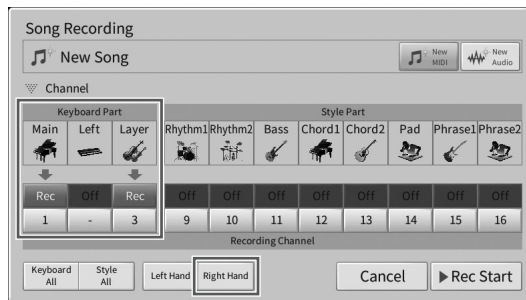 Song Recording
New Song
New MIDI
New Audio
Channel
Keyboard Part Style Part
Main Left Layer Rhythm1 Rhythm2 Bass Chord1 Chord2 Pad Phrase1 Phrase2
Rec Off Rec Off Off Off Off Off Off Off Off
1 - 3 9 10 11 12 13 14 15 16
Recording Channel
Keyboard All
Style All
Left Hand
Right Hand
Cancel
Rec Start